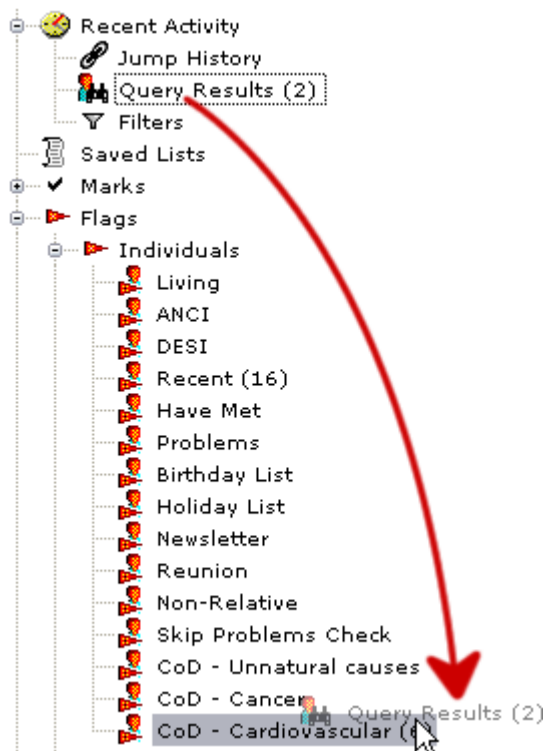 Recent Activity
Jump History
Query Results (2)
Filters
Saved Lists
Marks
Flags
Individuals
Living
ANCI
DESI
Recent (16)
Have Met
Problems
Birthday List
Holiday List
Newsletter
Reunion
Non-Relative
Skip Problems Check
CoD - Unnatural causes
CoD - Cancer
Query Results (2)
CoD - Cardiovascular